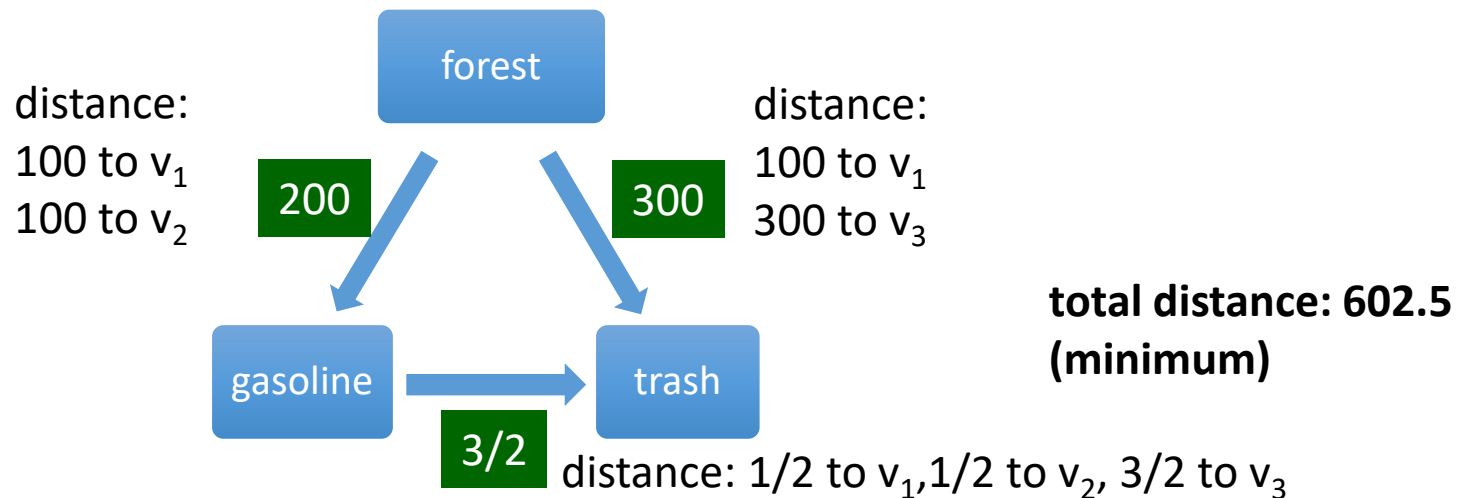 forest
distance:
100 to v₁
100 to v₂
200
300
distance:
100 to v₁
300 to v₃
total distance: 602.5
(minimum)
gasoline
trash
3/2
distance: 1/2 to v₁,1/2 to v₂, 3/2 to v₃